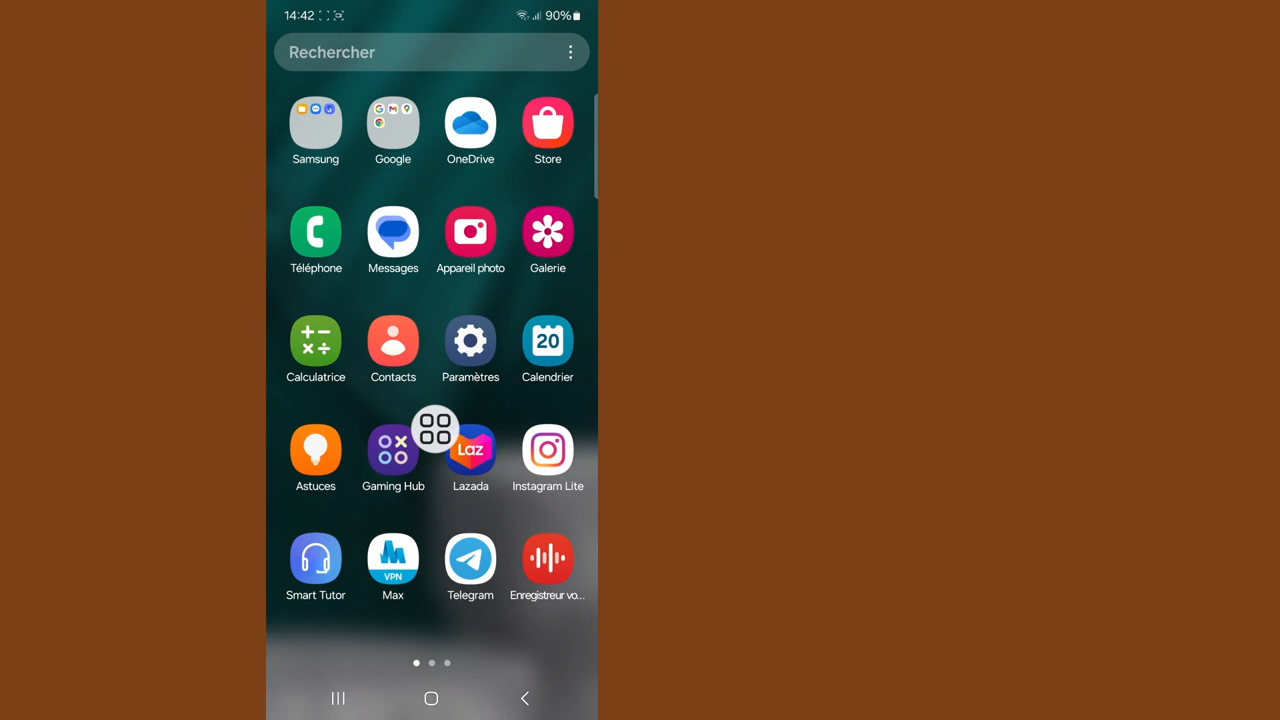 14:42 90%
Rechercher
Samsung Google OneDrive Store
Téléphone Messages Appareil photo Galerie
20
Calculatrice Contacts Paramètres Calendrier
Laz
Astuces Gaming Hub Lazada Instagram Lite
VPN
Smart Tutor Max Telegram Enregistreur vo...